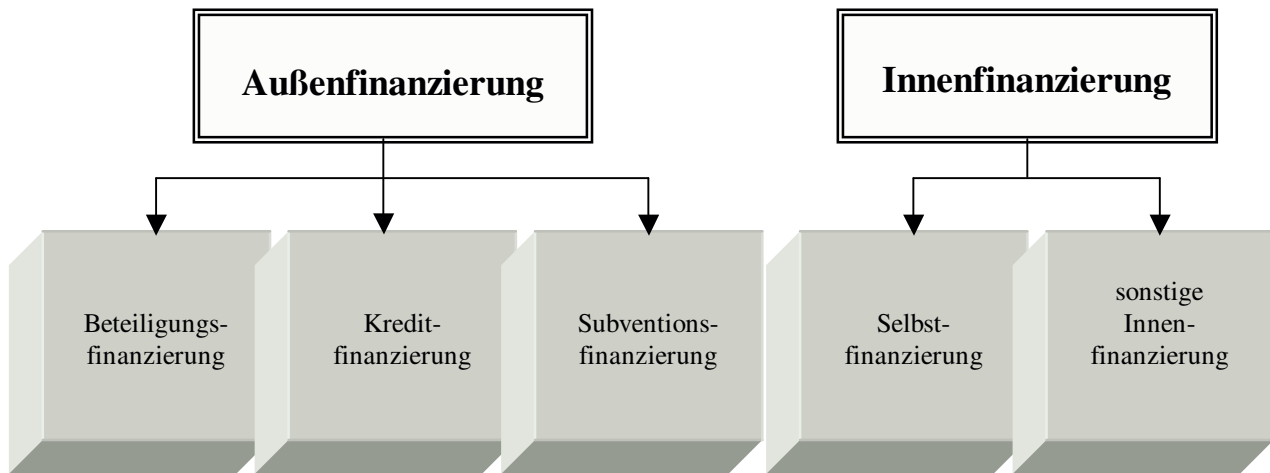 Außenfinanzierung
Innenfinanzierung
Beteiligungs-
finanzierung
Kredit-
finanzierung
Subventions-
finanzierung
Selbst-
finanzierung
sonstige
Innen-
finanzierung